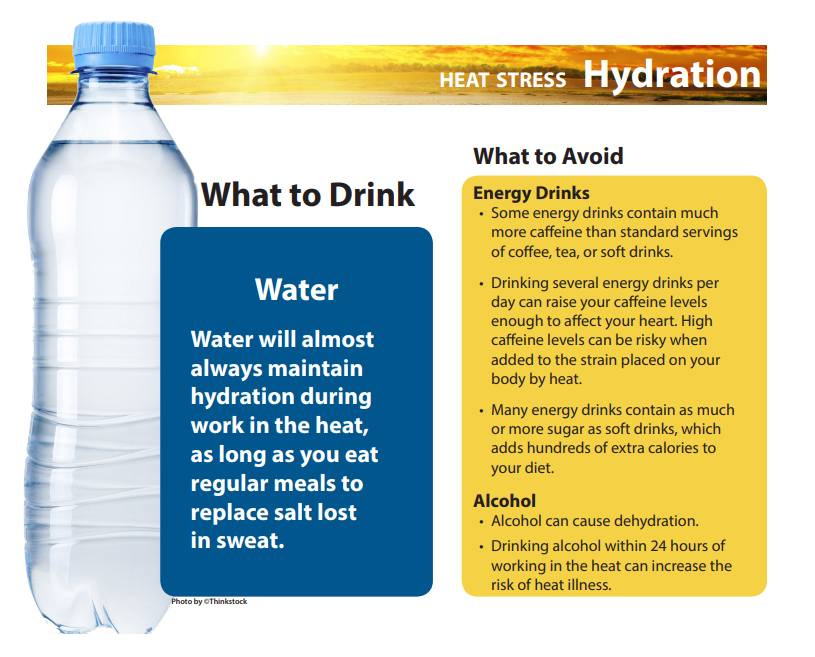 HEAT STRESS Hydration
What to Drink
Water
Water will almost
always maintain
hydration during
work in the heat,
as long as you eat
regular meals to
replace salt lost
in sweat.
Photo by ©Thinkstock
What to Avoid
Energy Drinks
• Some energy drinks contain much
more caffeine than standard servings
of coffee, tea, or soft drinks.
• Drinking several energy drinks per
day can raise your caffeine levels
enough to affect your heart. High
caffeine levels can be risky when
added to the strain placed on your
body by heat.
• Many energy drinks contain as much
or more sugar as soft drinks, which
adds hundreds of extra calories to
your diet.
Alcohol
• Alcohol can cause dehydration.
• Drinking alcohol within 24 hours of
working in the heat can increase the
risk of heat illness.